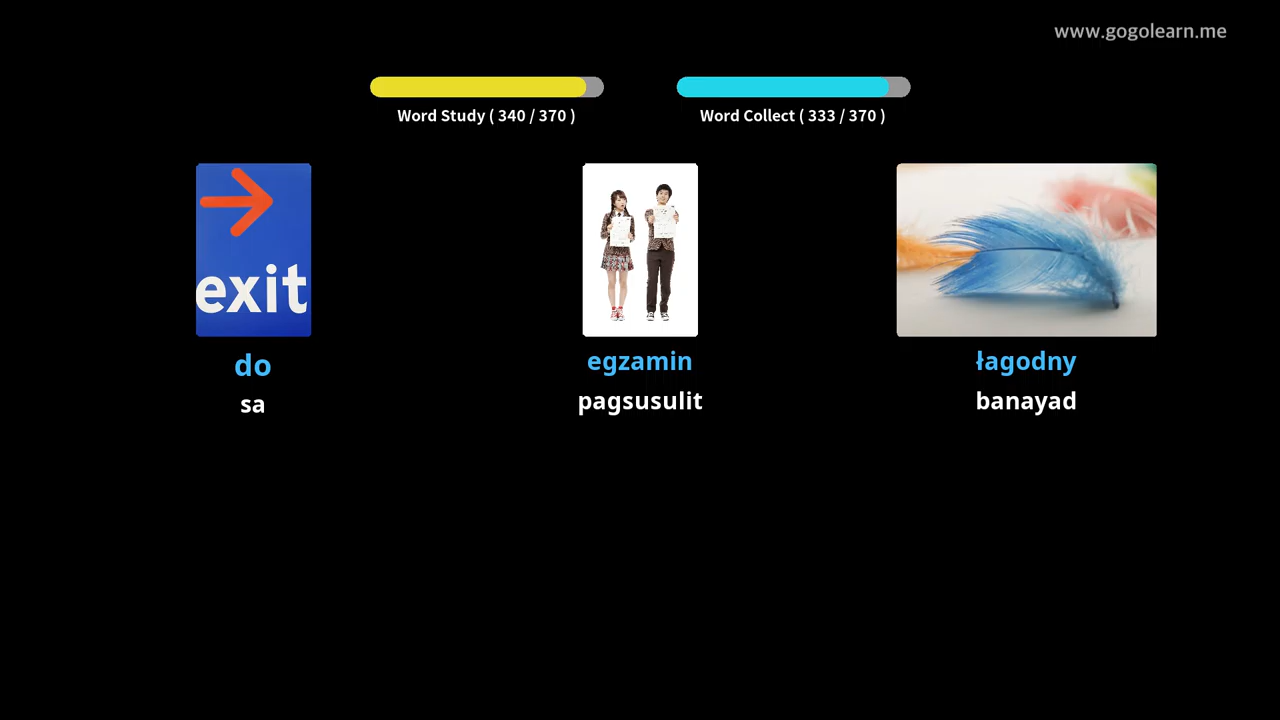 www.gogolearn.me
Word Study ( 340 / 370 )
Word Collect ( 333 / 370 )
exit
do
egzamin
łagodny
sa
pagsusulit
banayad